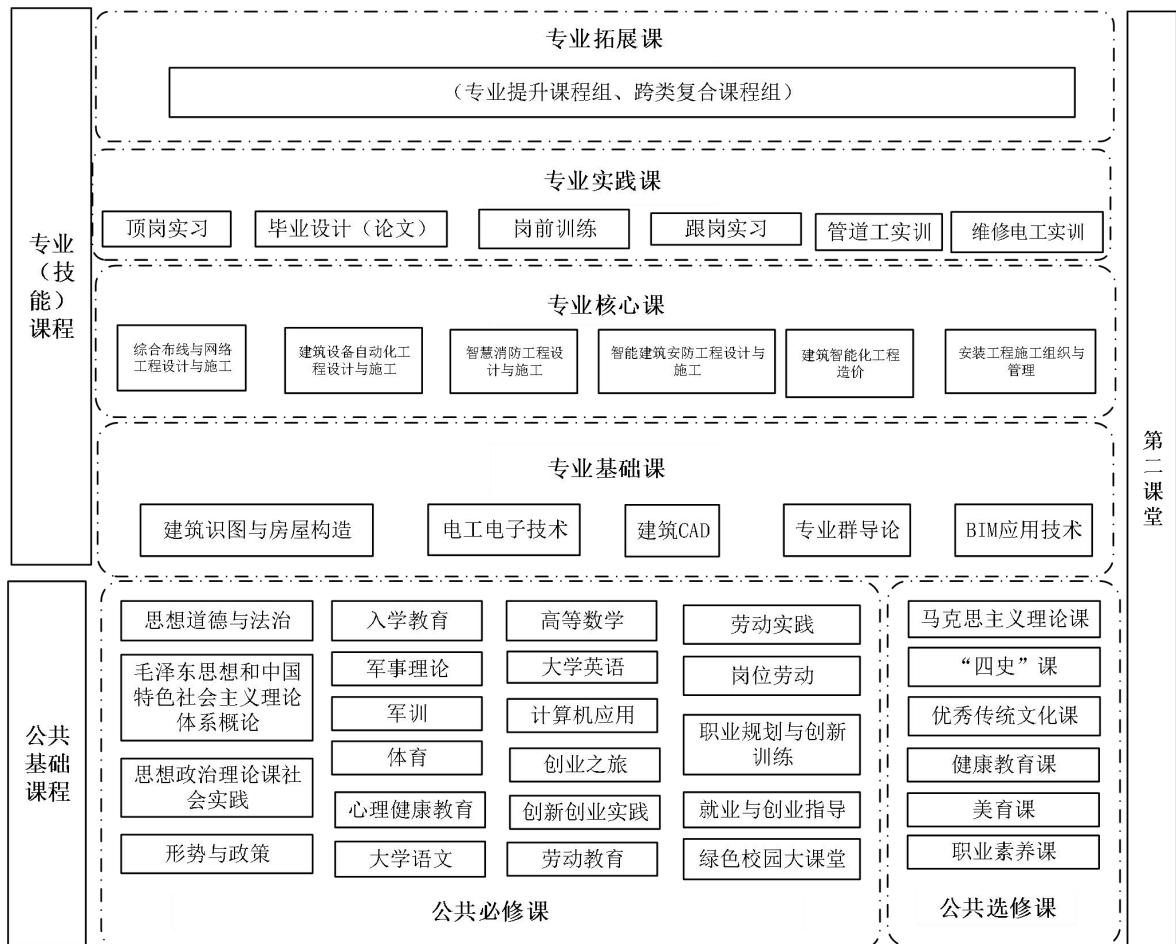 专业拓展课
（专业提升课程组、跨类复合课程组）
专业
（技
能）
课程
专业实践课
顶岗实习
毕业设计（论文）
岗前训练
跟岗实习
管道工实训
维修电工实训
专业核心课
综合布线与网络
工程设计与施工
建筑设备自动化工
程设计与施工
智慧消防工程设
计与施工
智能建筑安防工程设计与
施工
建筑智能化工程
造价
安装工程施工组织与
管理
专业基础课
建筑识图与房屋构造
电工电子技术
建筑CAD
专业群导论
BIM应用技术
公共
基础
课程
思想道德与法治
毛泽东思想和中国
特色社会主义理论
体系概论
思想政治理论课社
会实践
形势与政策
入学教育
军事理论
军训
体育
心理健康教育
大学语文
高等数学
大学英语
计算机应用
创业之旅
创新创业实践
劳动教育
劳动实践
岗位劳动
职业规划与创新
训练
就业与创业指导
绿色校园大课堂
公共必修课
马克思主义理论课
“四史”课
优秀传统文化课
健康教育课
美育课
职业素养课
公共选修课
第
二
课
堂